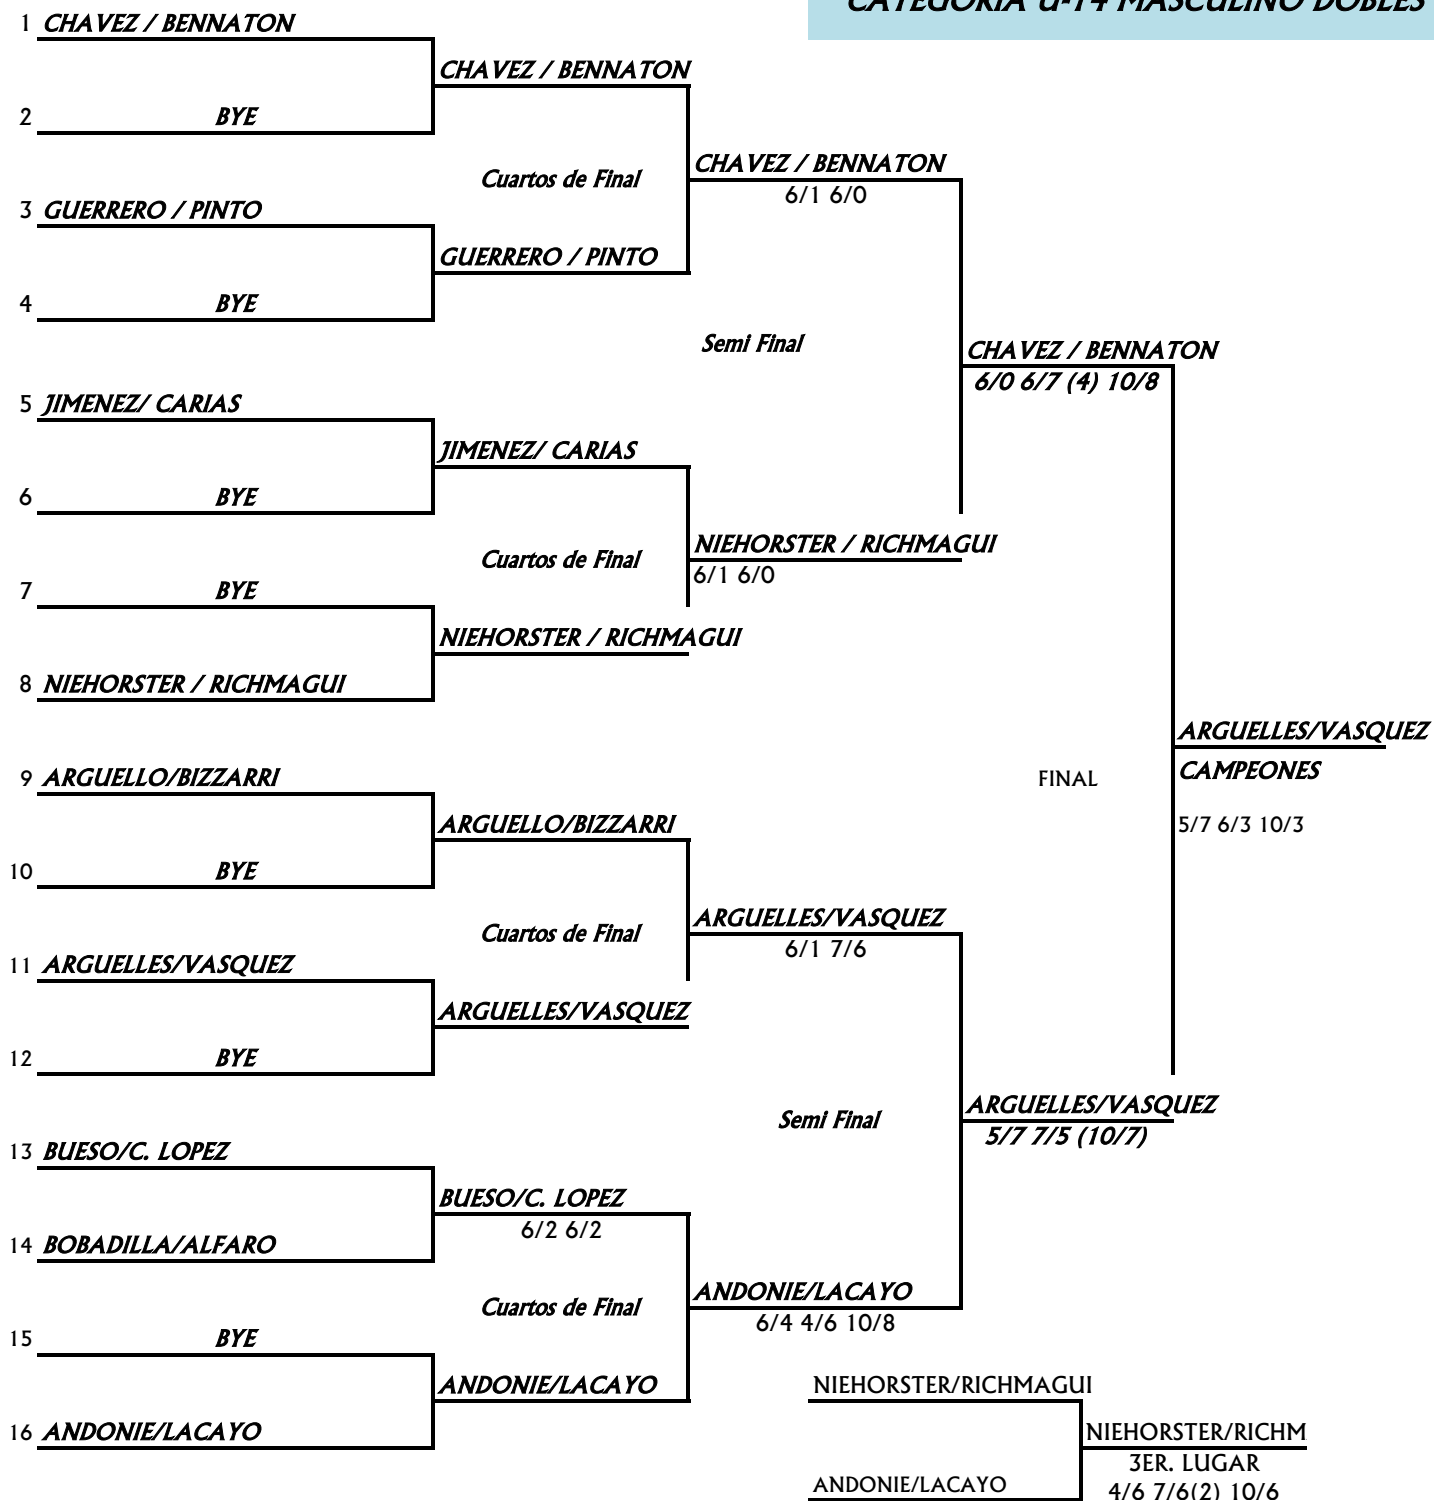 CATEGORIA U-14 MASCULINO DOBLES
1 CHAVEZ / BENNATON
CHAVEZ / BENNATON
2 BYE
Cuartos de Final
CHAVEZ / BENNATON
6/1 6/0
3 GUERRERO / PINTO
GUERRERO / PINTO
4 BYE
Semi Final
CHAVEZ / BENNATON
6/0 6/7 (4) 10/8
5 JIMENEZ/ CARIAS
JIMENEZ/ CARIAS
6 BYE
Cuartos de Final
NIEHORSTER / RICHMAGUI
6/1 6/0
7 BYE
NIEHORSTER / RICHMAGUI
8 NIEHORSTER / RICHMAGUI
ARGUELLES/VASQUEZ
FINAL
CAMPEONES
5/7 6/3 10/3
9 ARGUELLO/BIZZARRI
ARGUELLO/BIZZARRI
10 BYE
Cuartos de Final
ARGUELLES/VASQUEZ
6/1 7/6
11 ARGUELLES/VASQUEZ
ARGUELLES/VASQUEZ
12 BYE
Semi Final
ARGUELLES/VASQUEZ
5/7 7/5 (10/7)
13 BUESO/C. LOPEZ
BUESO/C. LOPEZ
6/2 6/2
14 BOBADILLA/ALFARO
Cuartos de Final
ANDONIE/LACAYO
6/4 4/6 10/8
15 BYE
ANDONIE/LACAYO
16 ANDONIE/LACAYO
NIEHORSTER/RICHMAGUI
NIEHORSTER/RICHM
3ER. LUGAR
ANDONIE/LACAYO
4/6 7/6(2) 10/6